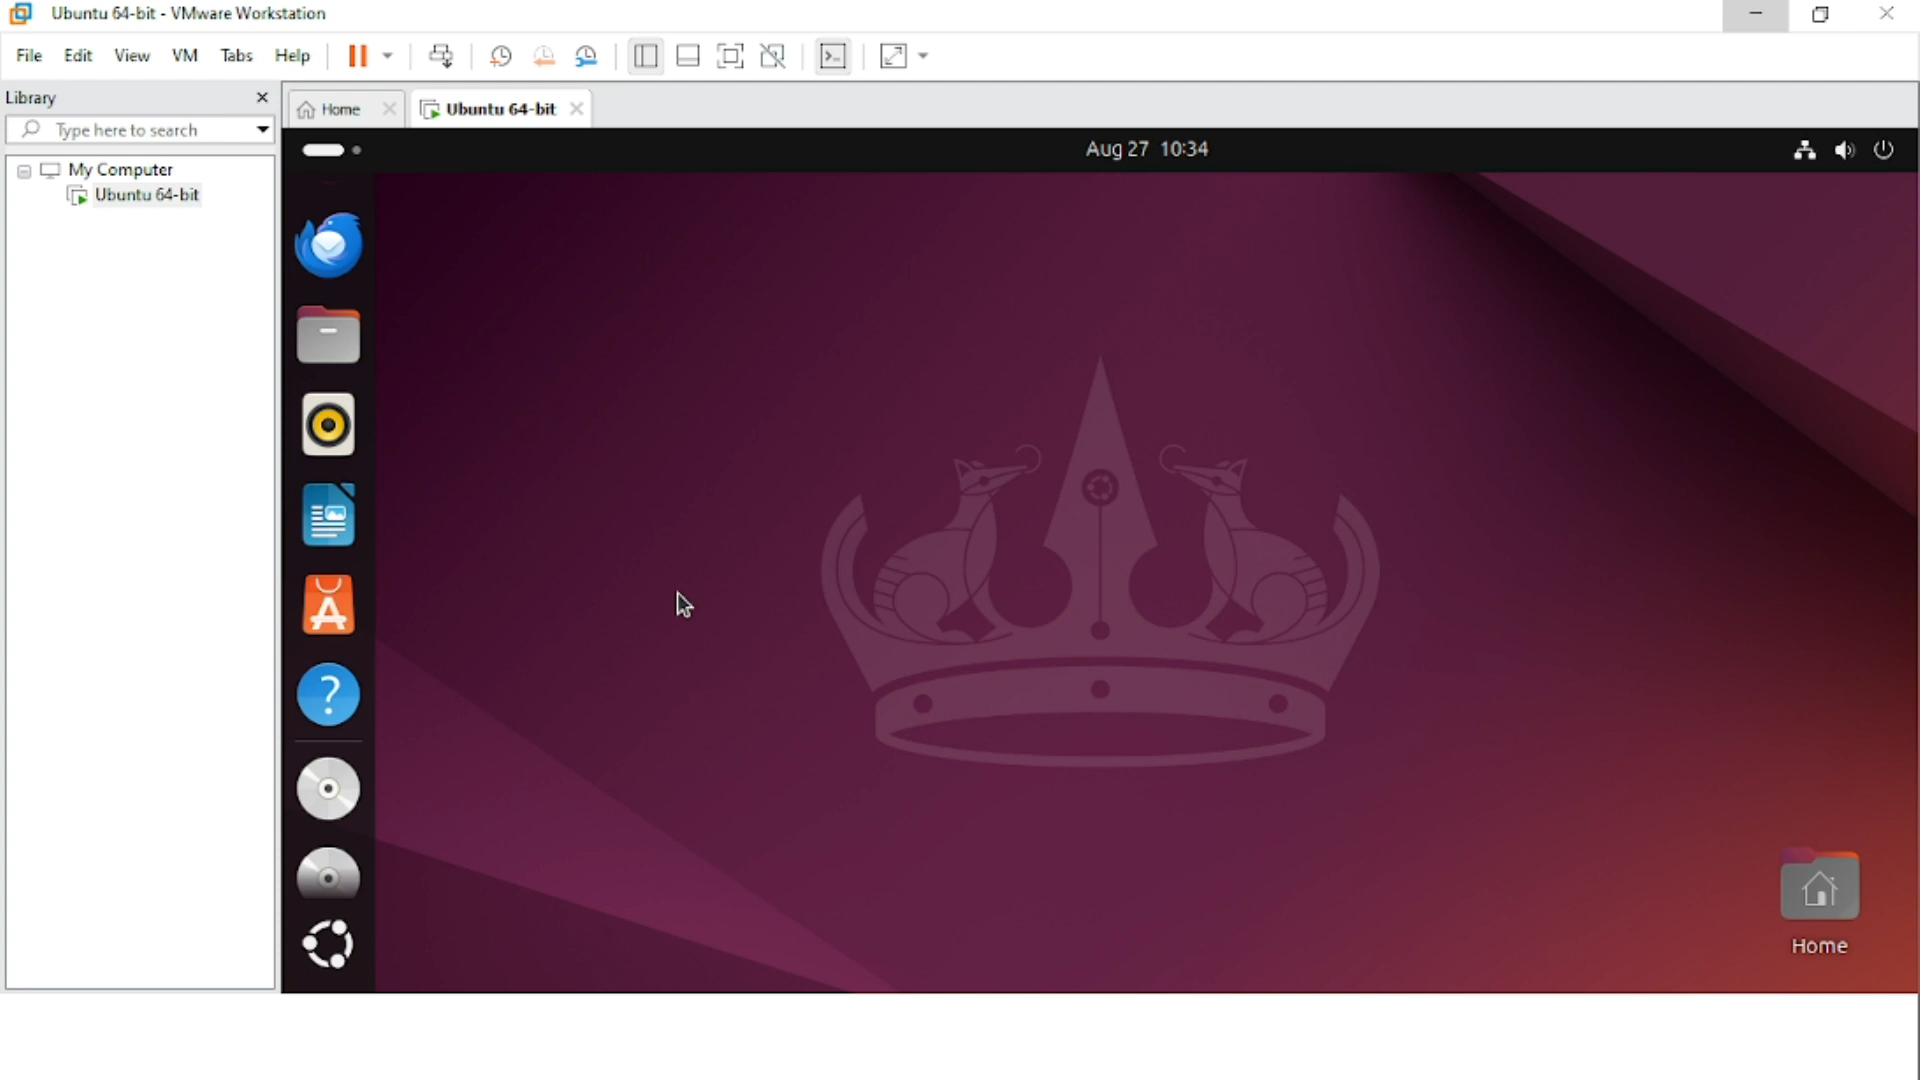 Ubuntu 64-bit - VMware Workstation
File Edit View VM Tabs Help
Library
Type here to search
My Computer
Ubuntu 64-bit
Home
Ubuntu 64-bit
Aug 27 10:34
Home